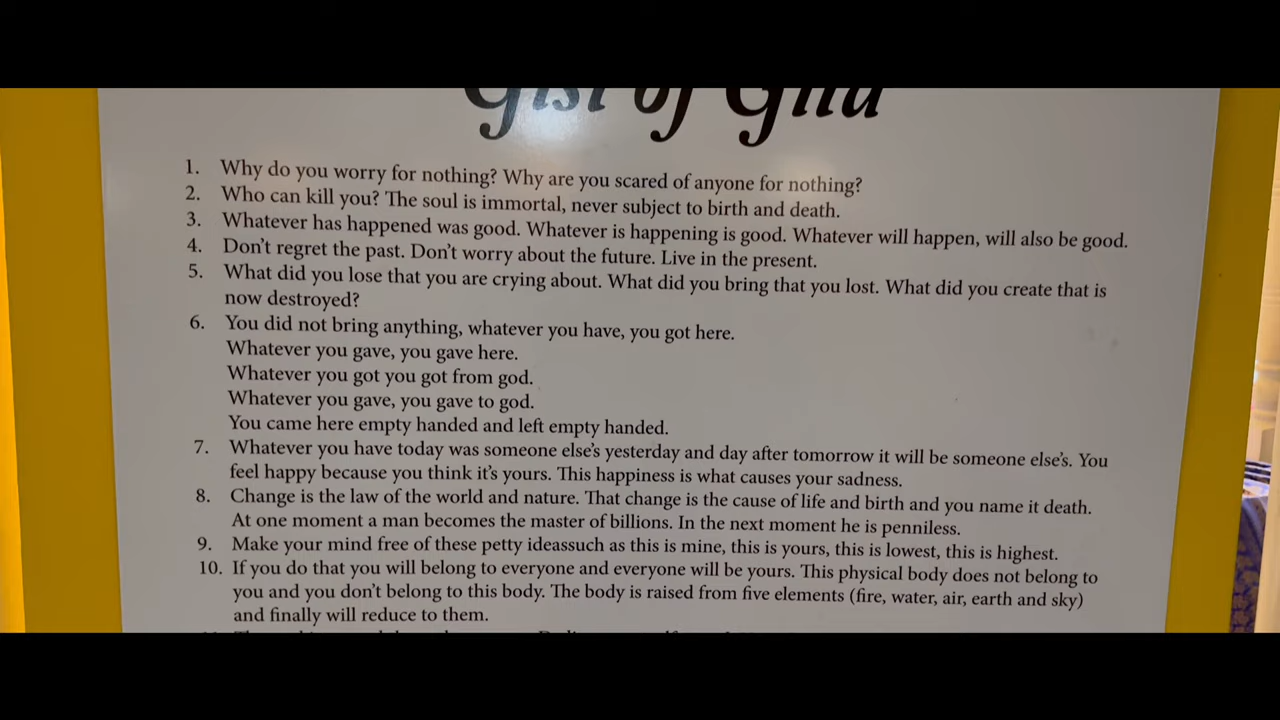 Gist of Gita
1. Why do you worry for nothing? Why are you scared of anyone for nothing?
2. Who can kill you? The soul is immortal, never subject to birth and death.
3. Whatever has happened was good. Whatever is happening is good. Whatever will happen, will also be good.
4. Don't regret the past. Don't worry about the future. Live in the present.
5. What did you lose that you are crying about. What did you bring that you lost. What did you create that is
now destroyed?
6. You did not bring anything, whatever you have, you got here.
Whatever you gave, you gave here.
Whatever you got you got from god.
Whatever you gave, you gave to god.
You came here empty handed and left empty handed.
7. Whatever you have today was someone else's yesterday and day after tomorrow it will be someone else's. You
feel happy because you think it's yours. This happiness is what causes your sadness.
8. Change is the law of the world and nature. That change is the cause of life and birth and you name it death.
At one moment a man becomes the master of billions. In the next moment he is penniless.
9. Make your mind free of these petty ideassuch as this is mine, this is yours, this is lowest, this is highest.
10. If you do that you will belong to everyone and everyone will be yours. This physical body does not belong to
you and you don't belong to this body. The body is raised from five elements (fire, water, air, earth and sky)
and finally will reduce to them.